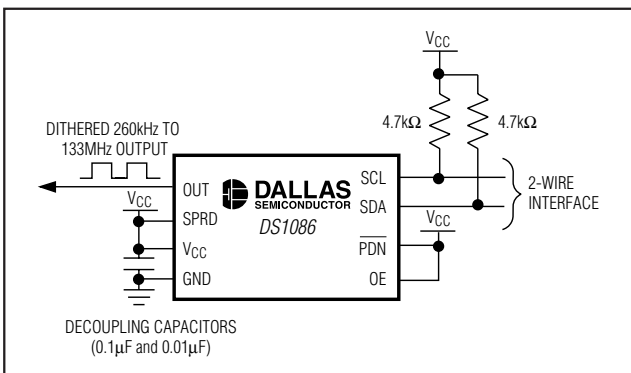 VCC
4.7kΩ
4.7kΩ
DITHERED 260kHz TO
133MHz OUTPUT
OUT
DALLAS
SEMICONDUCTOR
DS1086
SCL
SDA
2-WIRE
INTERFACE
VCC
SPRD
VCC
GND
VCC
PDN
OE
DECOUPLING CAPACITORS
(0.1μF and 0.01μF)